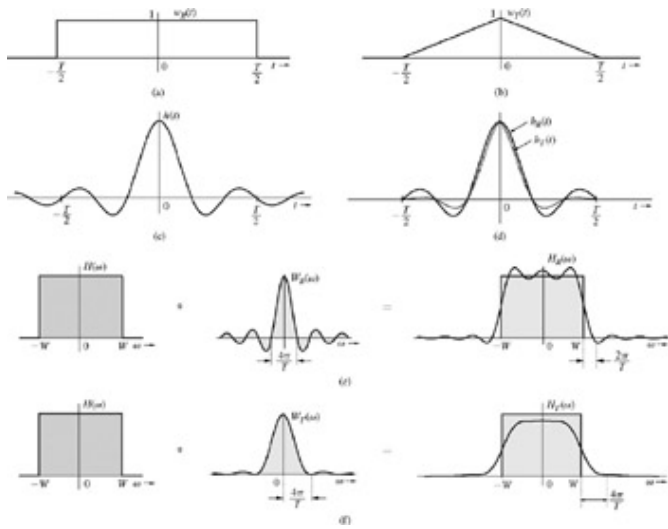 1 w_R(t)
-T/2 0 T/2 t →
(a)
1 w_T(t)
-T/2 0 T/2 t →
(b)
h(t)
-T/2 0 T/2 t →
(c)
h_R(t)
h_T(t)
-T/2 0 T/2 t →
(d)
H(ω)
-W 0 W ω →
*
W_R(ω)
ω →
4π/T
=
H_R(ω)
-W 0 W ω →
2π/T
(e)
H(ω)
-W 0 W ω →
*
W_T(ω)
0 ω →
4π/T
=
H_T(ω)
-W 0 W ω →
4π/T
(f)